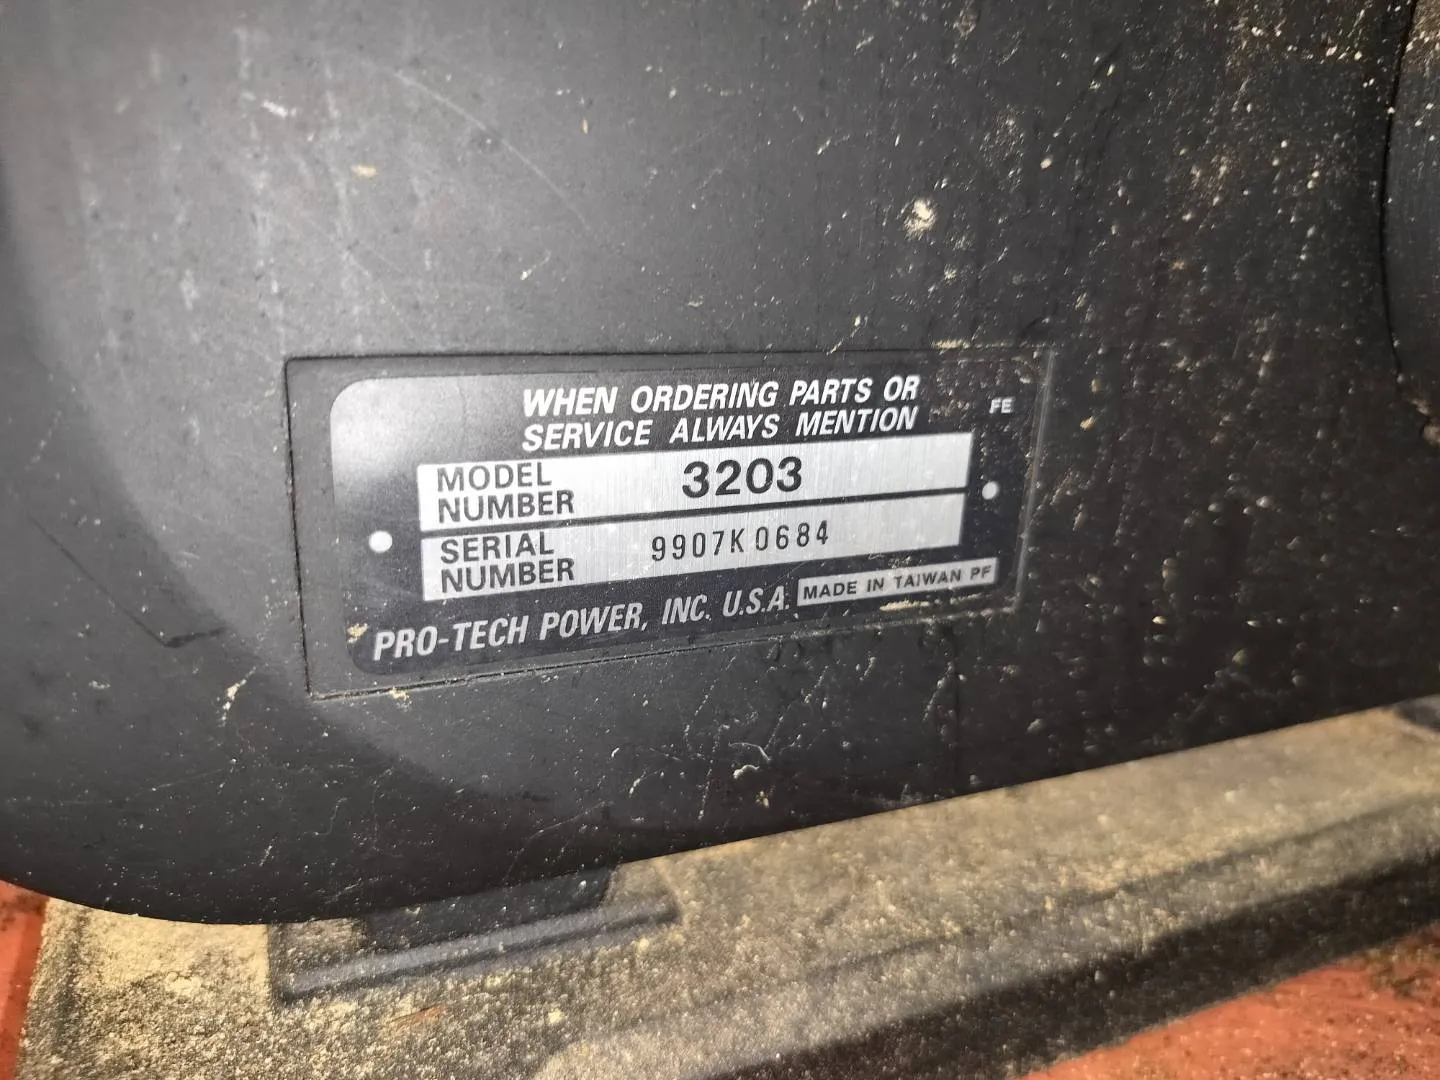 WHEN ORDERING PARTS OR
SERVICE ALWAYS MENTION
FE
MODEL
NUMBER
3203
SERIAL
NUMBER
9907K0684
PRO-TECH POWER, INC. U.S.A.
MADE IN TAIWAN PF